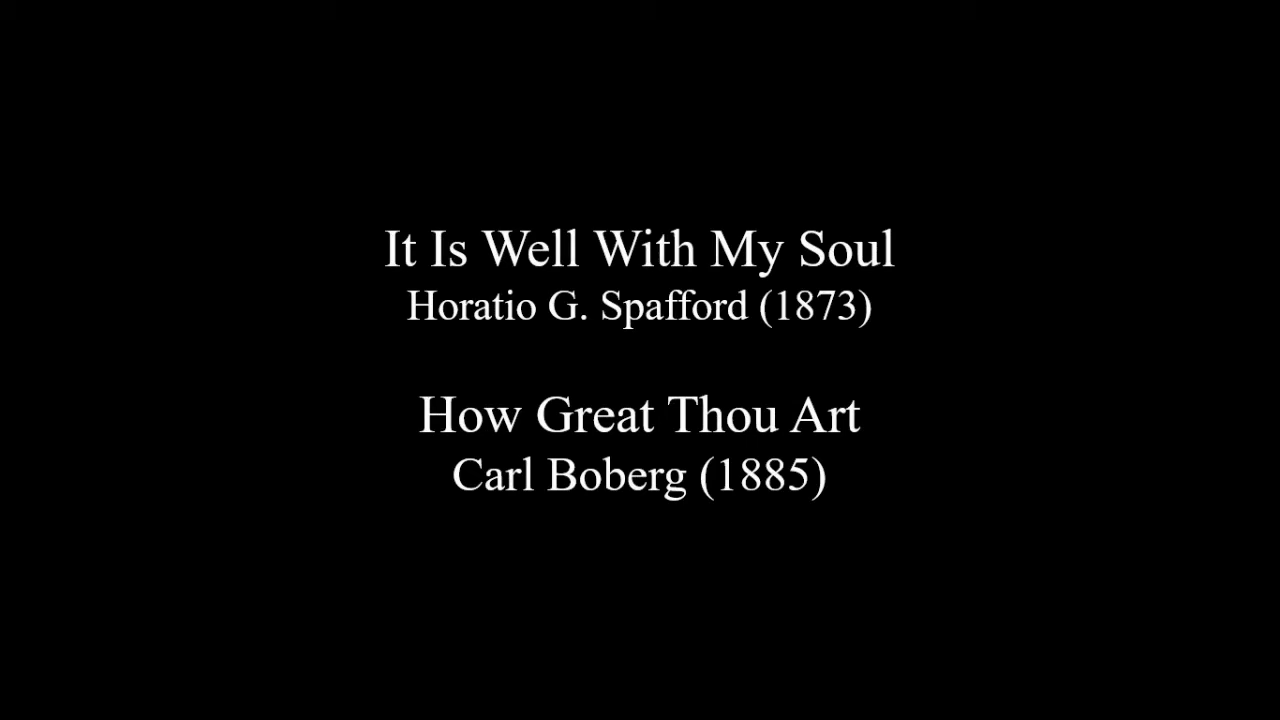 It Is Well With My Soul
Horatio G. Spafford (1873)
How Great Thou Art
Carl Boberg (1885)